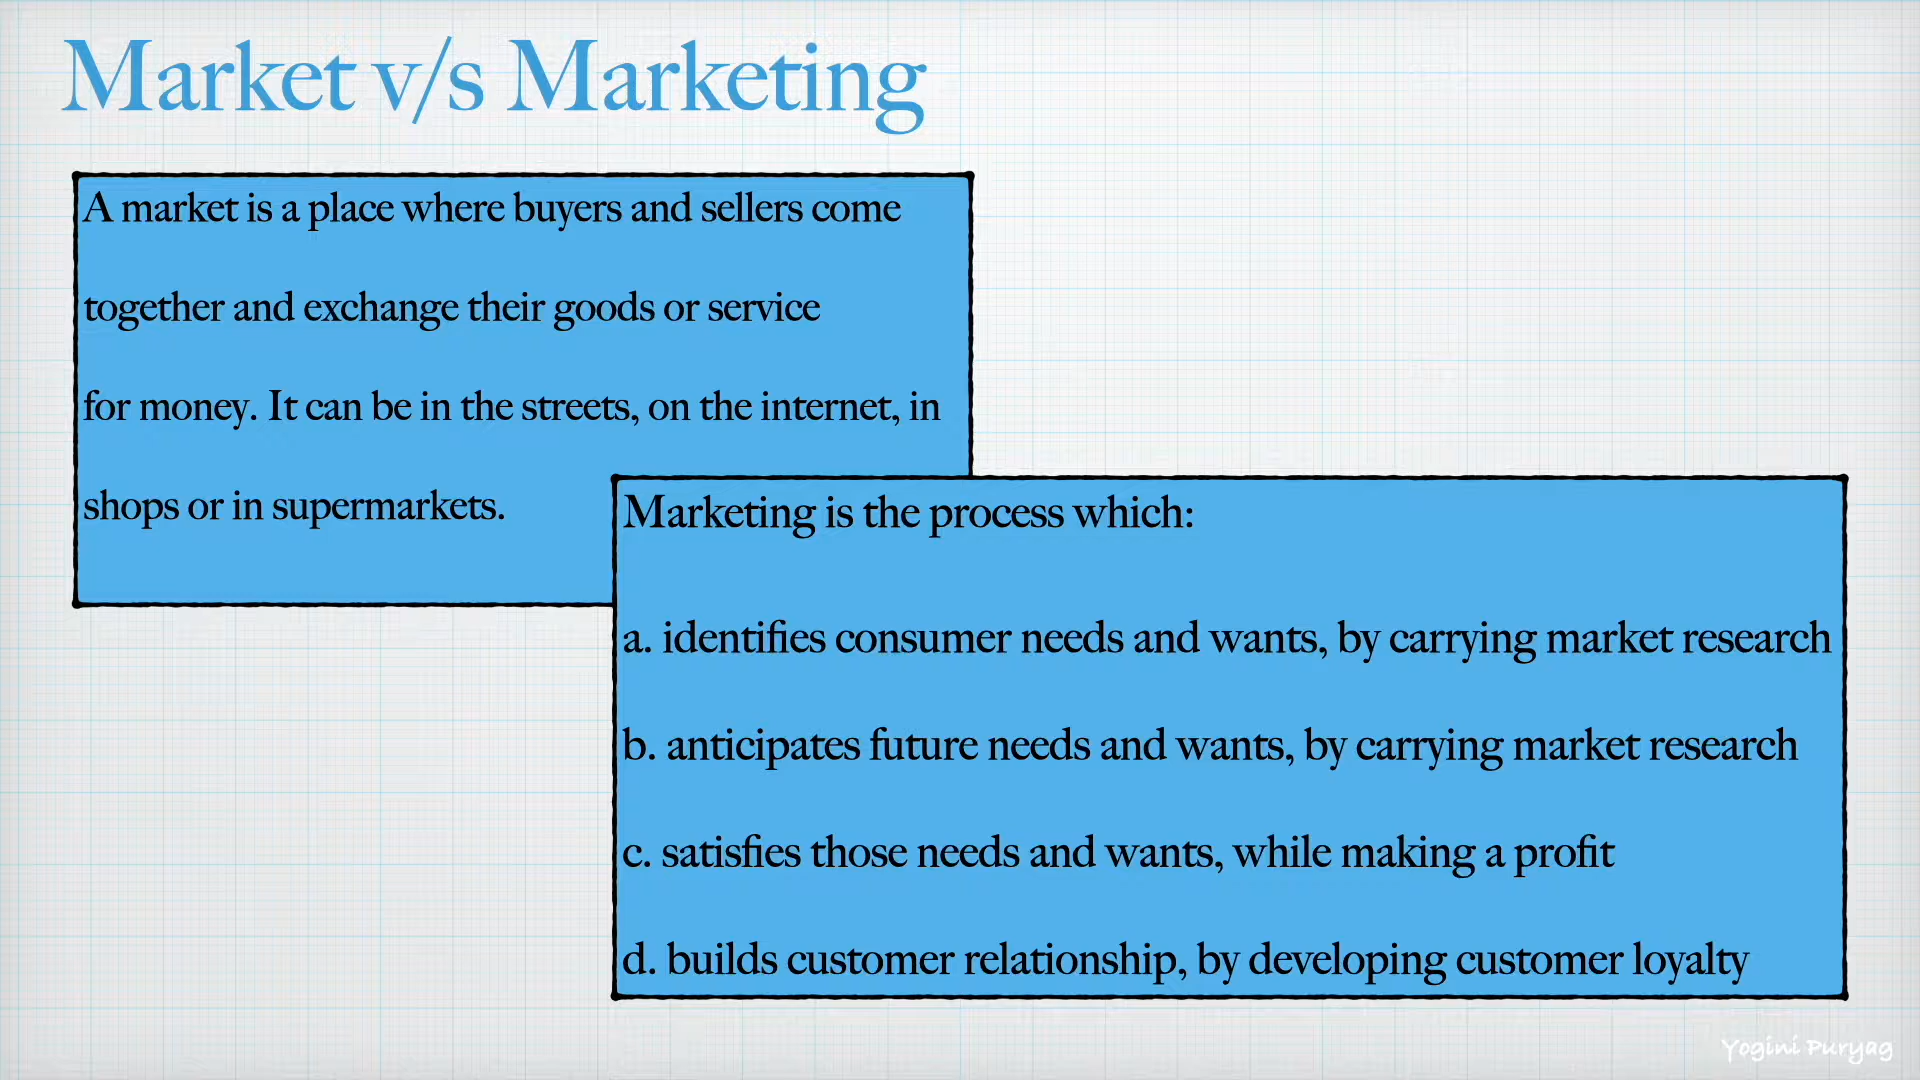 Market v/s Marketing
A market is a place where buyers and sellers come
together and exchange their goods or service
for money. It can be in the streets, on the internet, in
shops or in supermarkets.
Marketing is the process which:
a. identifies consumer needs and wants, by carrying market research
b. anticipates future needs and wants, by carrying market research
c. satisfies those needs and wants, while making a profit
d. builds customer relationship, by developing customer loyalty
Yogini Puryag